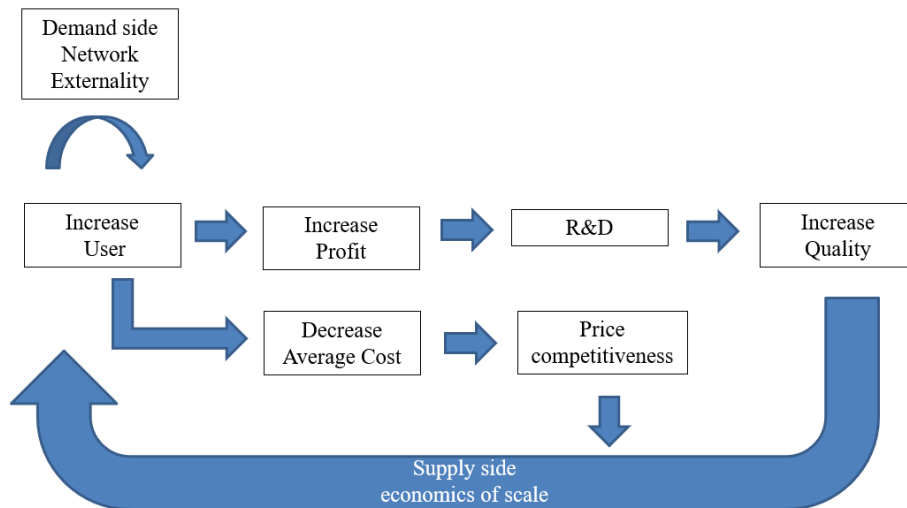 Demand side
Network
Externality
Increase
User
Increase
Profit
R&D
Increase
Quality
Decrease
Average Cost
Price
competitiveness
Supply side
economics of scale